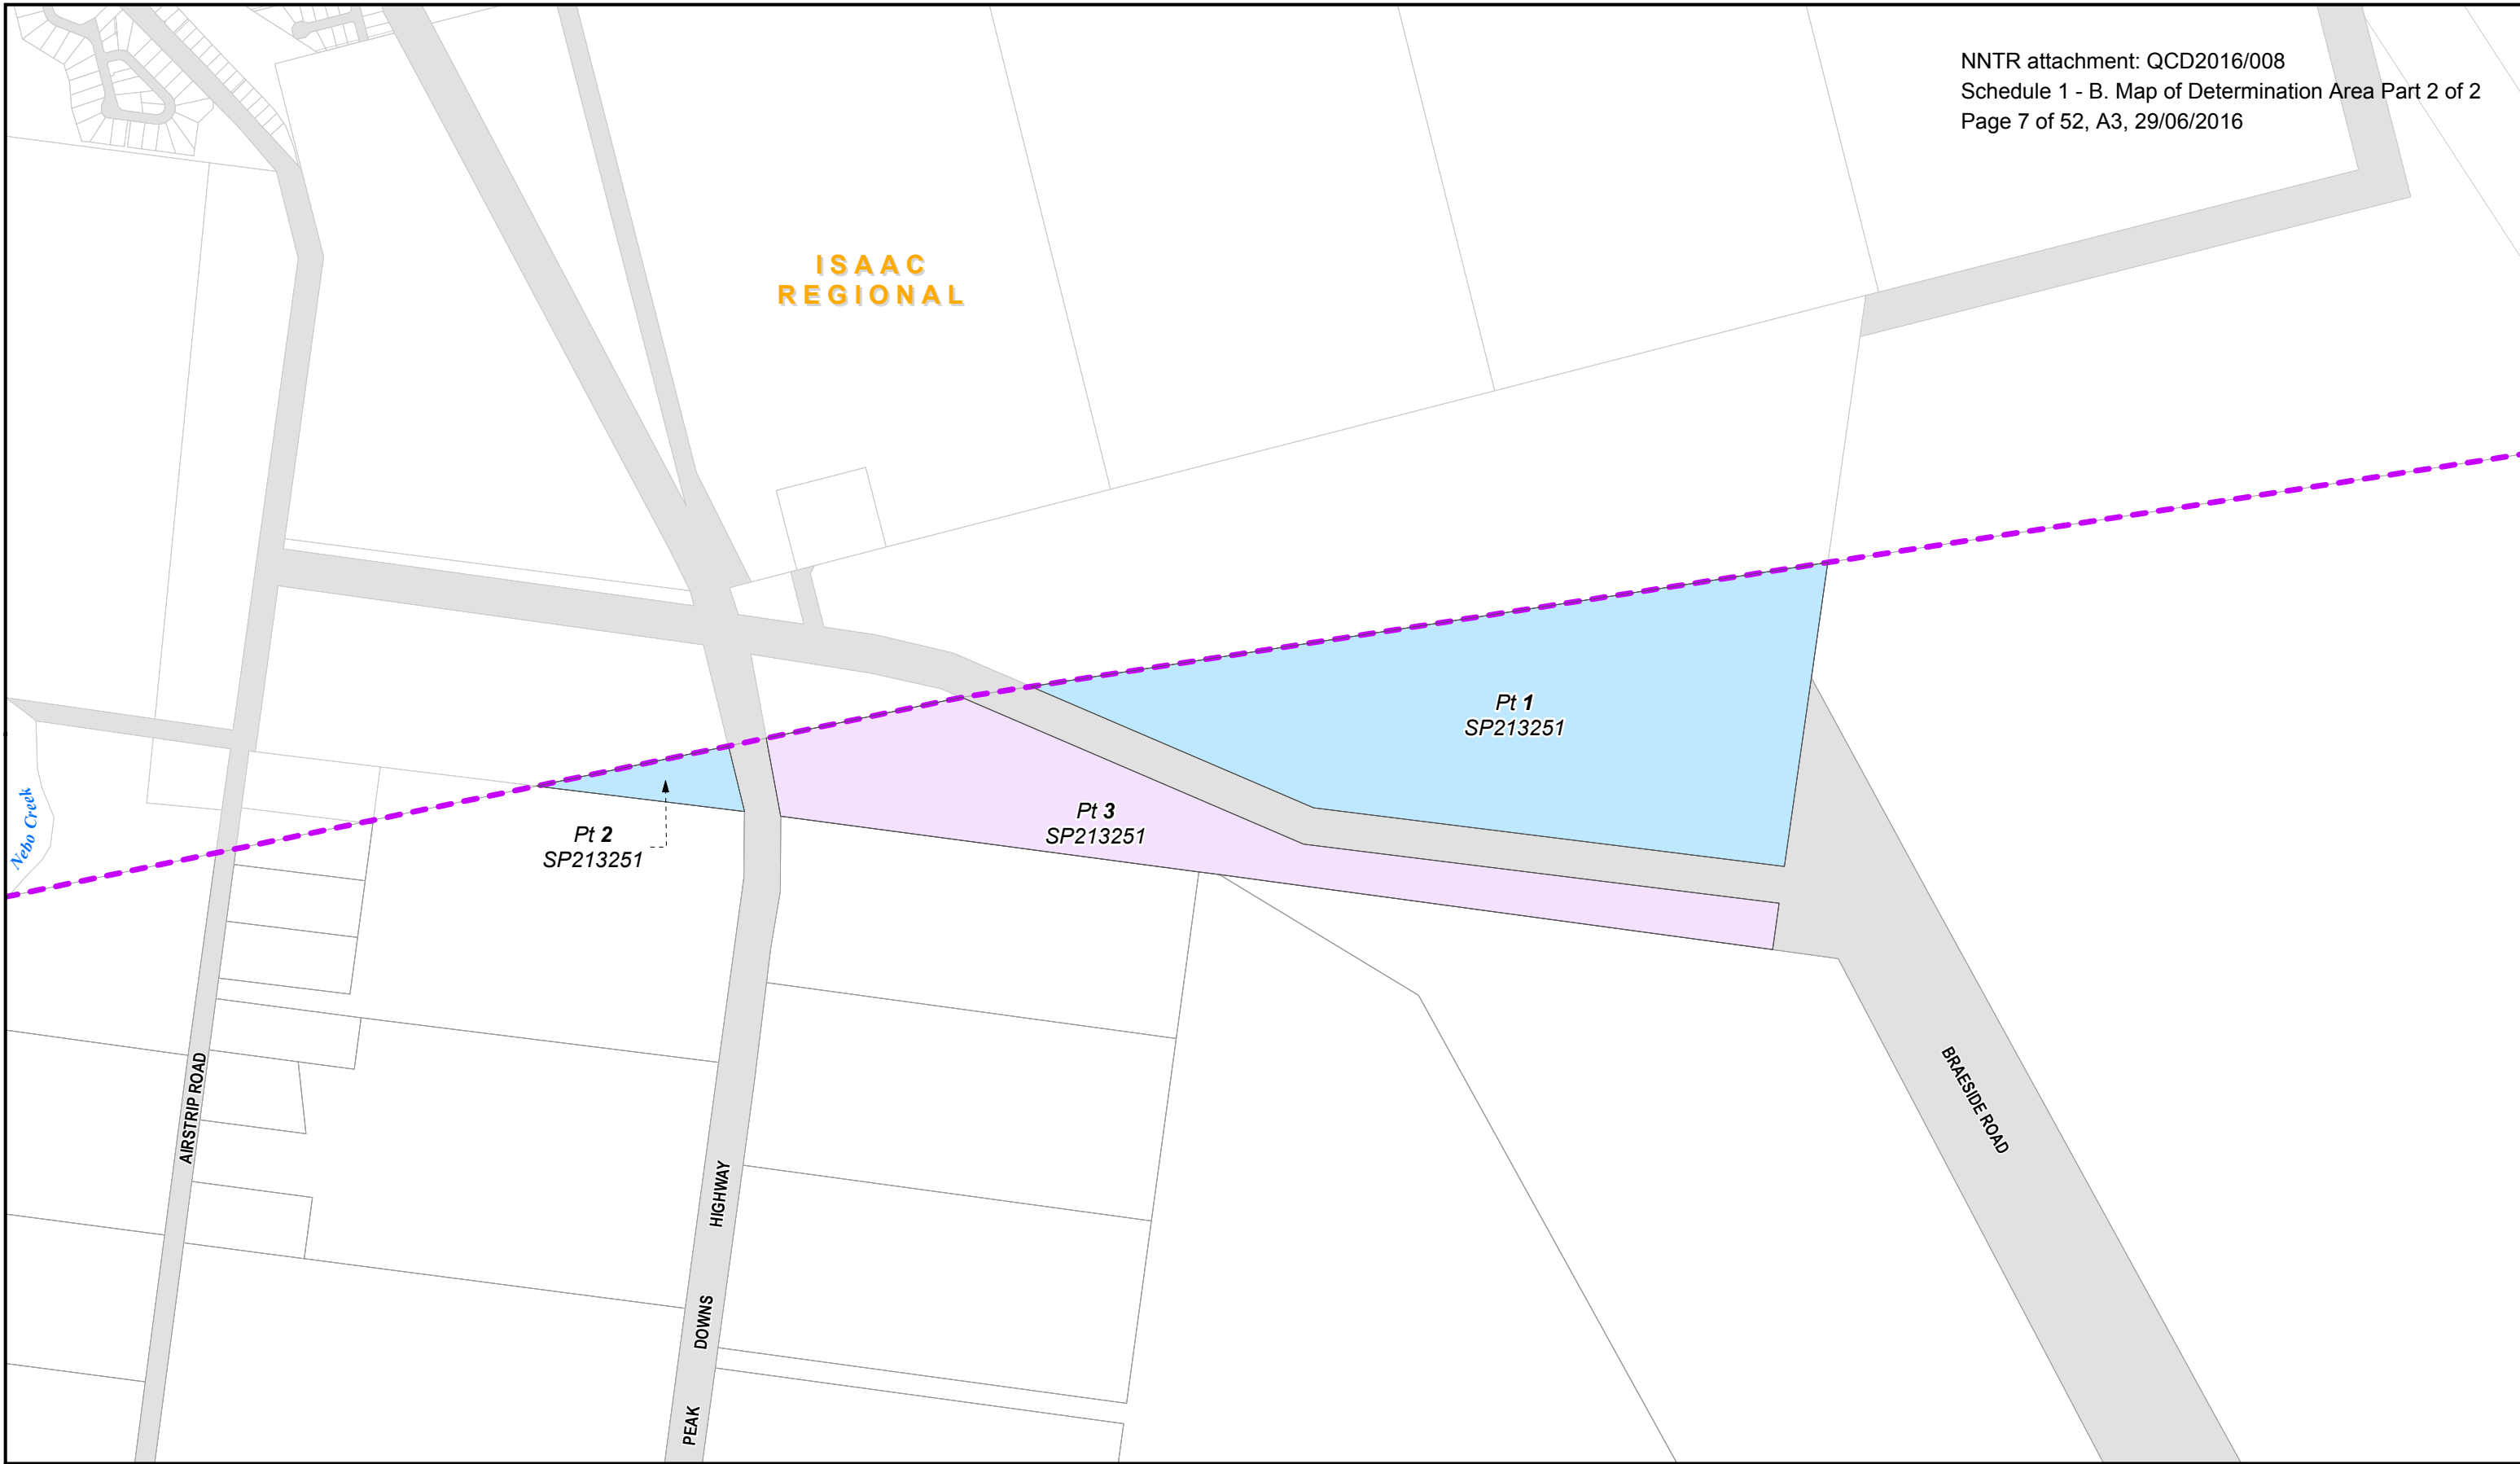 NNTR attachment: QCD2016/008
Schedule 1 - B. Map of Determination Area Part 2 of 2
Page 7 of 52, A3, 29/06/2016
ISAAC
REGIONAL
Pt 1
SP213251
Pt 3
SP213251
Pt 2
SP213251
Nebo Creek
AIRSTRIP ROAD
PEAK DOWNS HIGHWAY
BRAESIDE ROAD